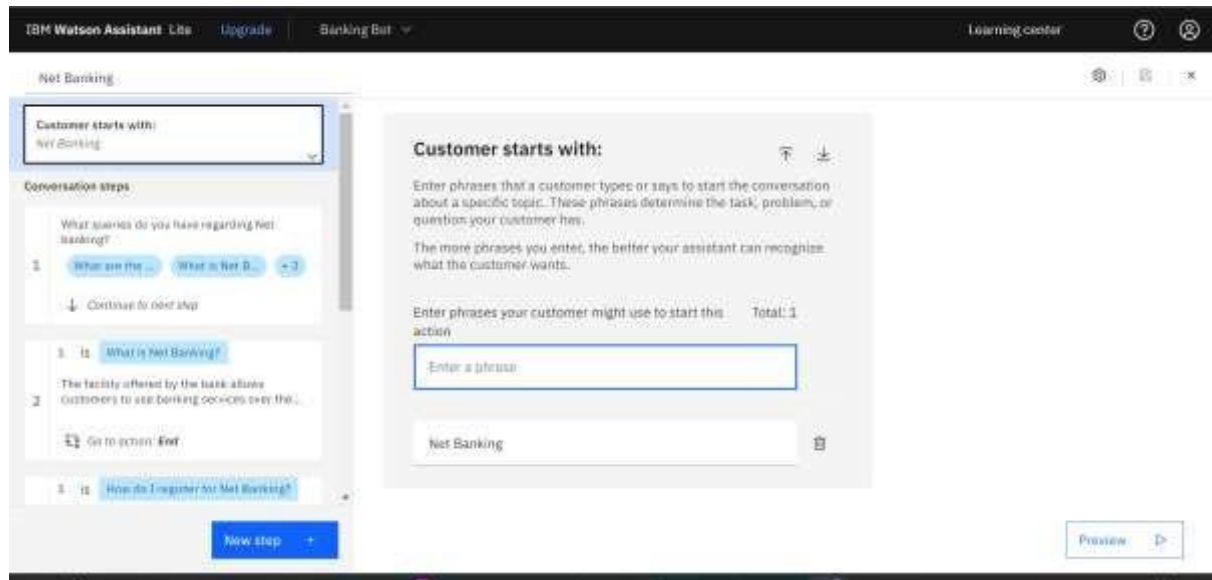 IBM Watson Assistant Lite Upgrade Banking Bot Learning center
Net Banking
Customer starts with:
Net Banking
Conversation steps
What queries do you have regarding Net
Banking?
1 What are the ... What is Net B... +3
Continue to next step
1 is What is Net Banking?
The facility offered by the bank allows
2 customers to use banking services over the...
Go to action: End
1 is How do I register for Net Banking?
New step +
Customer starts with:
Enter phrases that a customer types or says to start the conversation
about a specific topic. These phrases determine the task, problem, or
question your customer has.
The more phrases you enter, the better your assistant can recognize
what the customer wants.
Enter phrases your customer might use to start this Total: 1
action
Enter a phrase
Net Banking
Preview